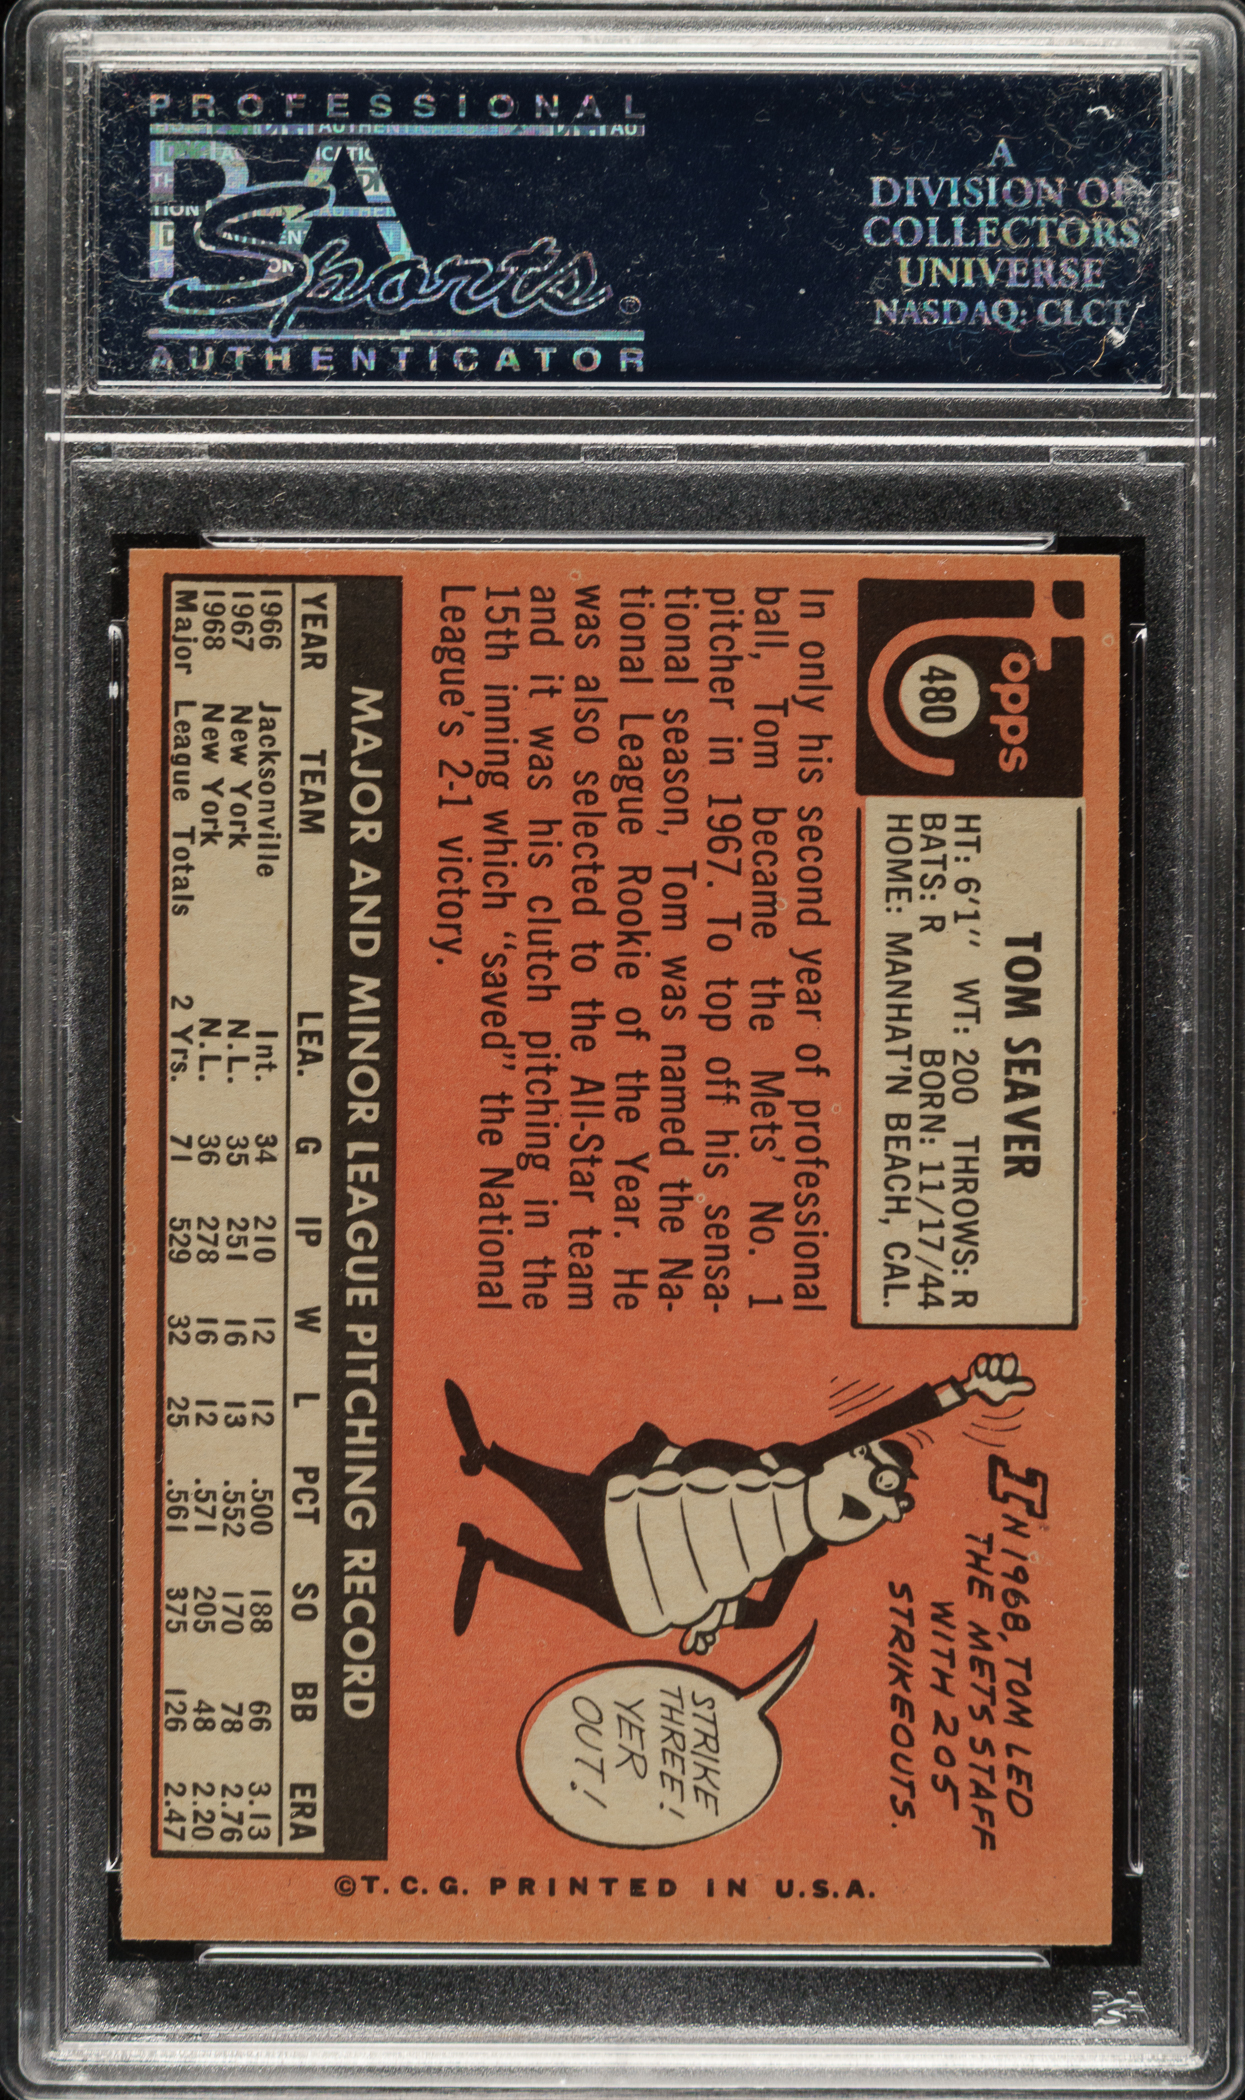 PROFESSIONAL
PSA
Sports®
AUTHENTICATOR
A
DIVISION OF
COLLECTORS
UNIVERSE
NASDAQ: CLCT
Topps
480
TOM SEAVER
HT: 6'1" WT: 200 THROWS: R
BATS: R BORN: 11/17/44
HOME: MANHAT'N BEACH, CAL.
In only his second year of professional
ball, Tom became the Mets' No. 1
pitcher in 1967. To top off his sensa-
tional season, Tom was named the Na-
tional League Rookie of the Year. He
was also selected to the All-Star team
and it was his clutch pitching in the
15th inning which "saved" the National
League's 2-1 victory.
IN 1968, TOM LED
THE METS STAFF
WITH 205
STRIKEOUTS.
STRIKE
THREE!
YER
OUT!
MAJOR AND MINOR LEAGUE PITCHING RECORD
YEAR TEAM LEA. G IP W L PCT SO BB ERA
1966 Jacksonville Int. 34 210 12 12 .500 188 66 3.13
1967 New York N.L. 35 251 16 13 .552 170 78 2.76
1968 New York N.L. 36 278 16 12 .571 205 48 2.20
Major League Totals 2 Yrs. 71 529 32 25 .561 375 126 2.47
©T.C.G. PRINTED IN U.S.A.
PSA